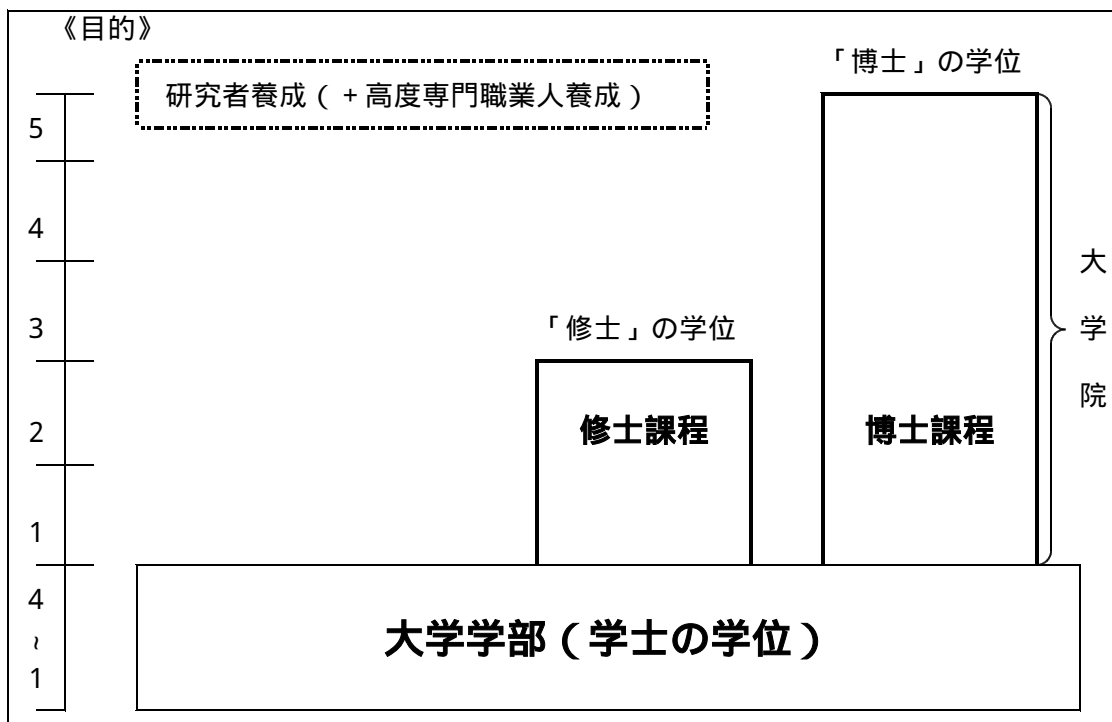 《目的》
「博士」の学位
研究者養成（+高度専門職業人養成）
5
4
大学院
3
「修士」の学位
2
修士課程
博士課程
1
4
~
1
大学学部（学士の学位）